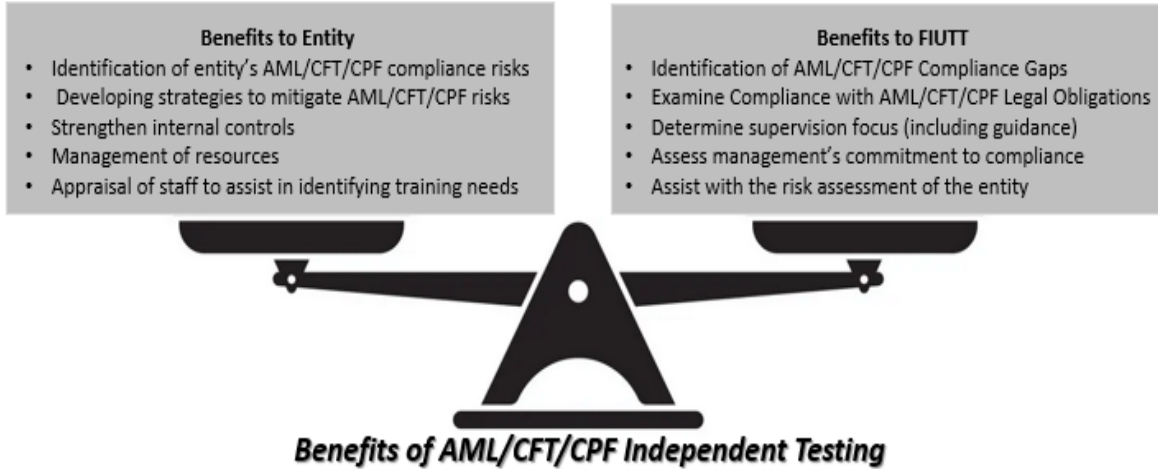 Benefits to Entity
• Identification of entity's AML/CFT/CPF compliance risks
• Developing strategies to mitigate AML/CFT/CPF risks
• Strengthen internal controls
• Management of resources
• Appraisal of staff to assist in identifying training needs
Benefits to FIUTT
• Identification of AML/CFT/CPF Compliance Gaps
• Examine Compliance with AML/CFT/CPF Legal Obligations
• Determine supervision focus (including guidance)
• Assess management's commitment to compliance
• Assist with the risk assessment of the entity
Benefits of AML/CFT/CPF Independent Testing